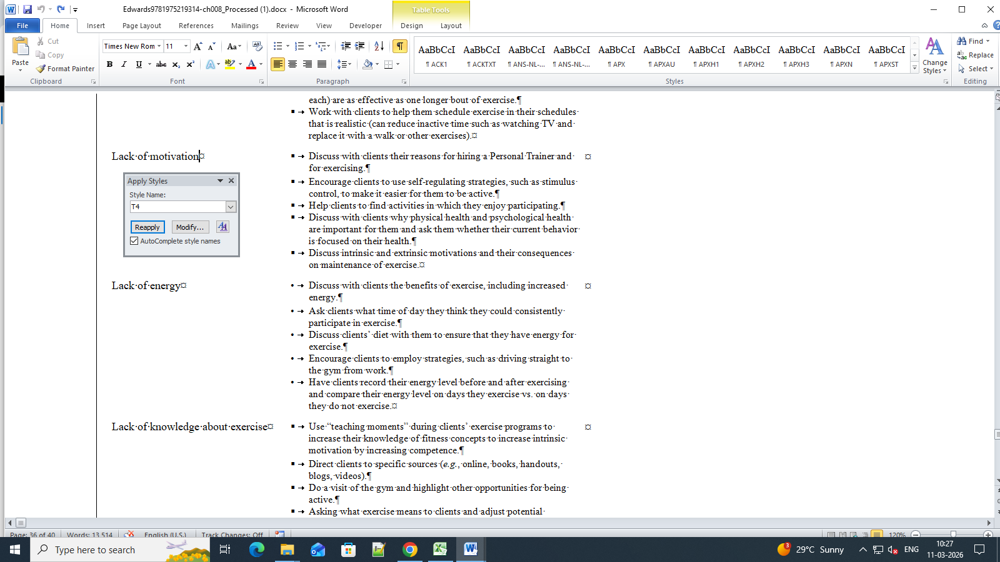 Edwards9781975219314-ch008_Processed (1).docx - Microsoft Word
Table Tools
File Home Insert Page Layout References Mailings Review View Developer Design Layout
Paste
Cut
Copy
Format Painter
Clipboard
Times New Rom 11
Aa
B I U abc x₂ x² A ab A
Font
Paragraph
AaBbCcI AaBbCcI AaBbCcI AaBbCcI AaBbCcI AaBbCcI AaBbCcI AaBbCcI AaBbCcI AaBbCcI AaBbCcI
¶ ACK1 ¶ ACKTXT ¶ ANS-NL-... ¶ ANS-NL-... ¶ APX ¶ APXAU ¶ APXH1 ¶ APXH2 ¶ APXH3 ¶ APXN ¶ APXST
Styles
Change Styles
Find
Replace
Select
Editing
each) are as effective as one longer bout of exercise.¶
Work with clients to help them schedule exercise in their schedules
that is realistic (can reduce inactive time such as watching TV and
replace it with a walk or other exercises).¤
Lack of motivation¤
Discuss with clients their reasons for hiring a Personal Trainer and
for exercising.¶
Encourage clients to use self-regulating strategies, such as stimulus
control, to make it easier for them to be active.¶
Help clients to find activities in which they enjoy participating.¶
Discuss with clients why physical health and psychological health
are important for them and ask them whether their current behavior
is focused on their health.¶
Discuss intrinsic and extrinsic motivations and their consequences
on maintenance of exercise.¤
Apply Styles
Style Name:
T4
Reapply
Modify...
AutoComplete style names
Lack of energy¤
Discuss with clients the benefits of exercise, including increased
energy.¶
Ask clients what time of day they think they could consistently
participate in exercise.¶
Discuss clients’ diet with them to ensure that they have energy for
exercise.¶
Encourage clients to employ strategies, such as driving straight to
the gym from work.¶
Have clients record their energy level before and after exercising
and compare their energy level on days they exercise vs. on days
they do not exercise.¤
Lack of knowledge about exercise¤
Use “teaching moments” during clients’ exercise programs to
increase their knowledge of fitness concepts to increase intrinsic
motivation by increasing competence.¶
Direct clients to specific sources (e.g., online, books, handouts,
blogs, videos).¶
Do a visit of the gym and highlight other opportunities for being
active.¶
Asking what exercise means to clients and adjust potential
Page: 36 of 40 Words: 13,514 English (U.S.) Track Changes: Off 120%
Type here to search
3 29°C Sunny ENG
10:27
11-03-2026